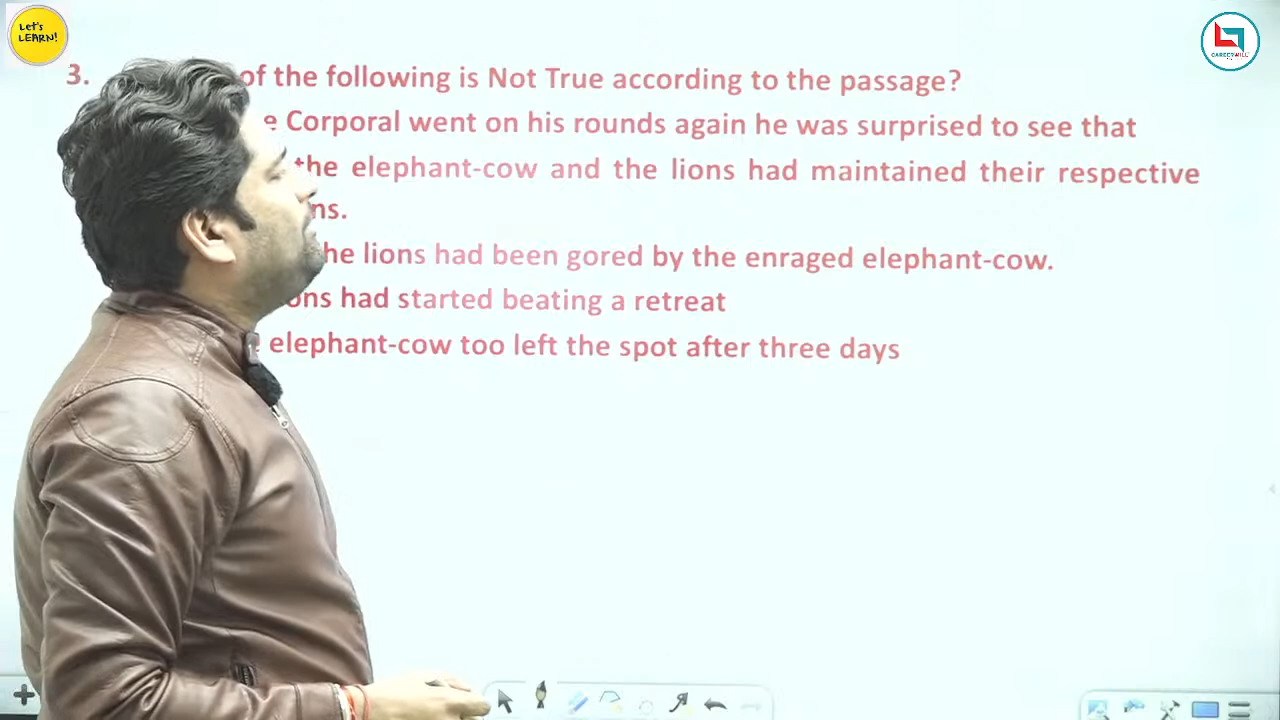 Let's
LEARN!
CAREERWILL
3. of the following is Not True according to the passage?
e Corporal went on his rounds again he was surprised to see that
the elephant-cow and the lions had maintained their respective
ns.
he lions had been gored by the enraged elephant-cow.
ons had started beating a retreat
elephant-cow too left the spot after three days